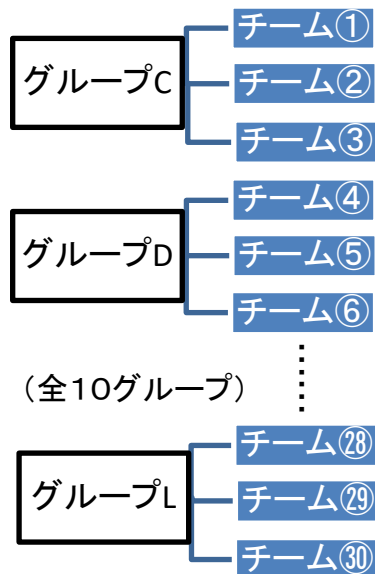 グループC
チーム①
チーム②
チーム③
グループD
チーム④
チーム⑤
チーム⑥
（全１０グループ）
グループL
チーム㉘
チーム㉙
チーム㉚